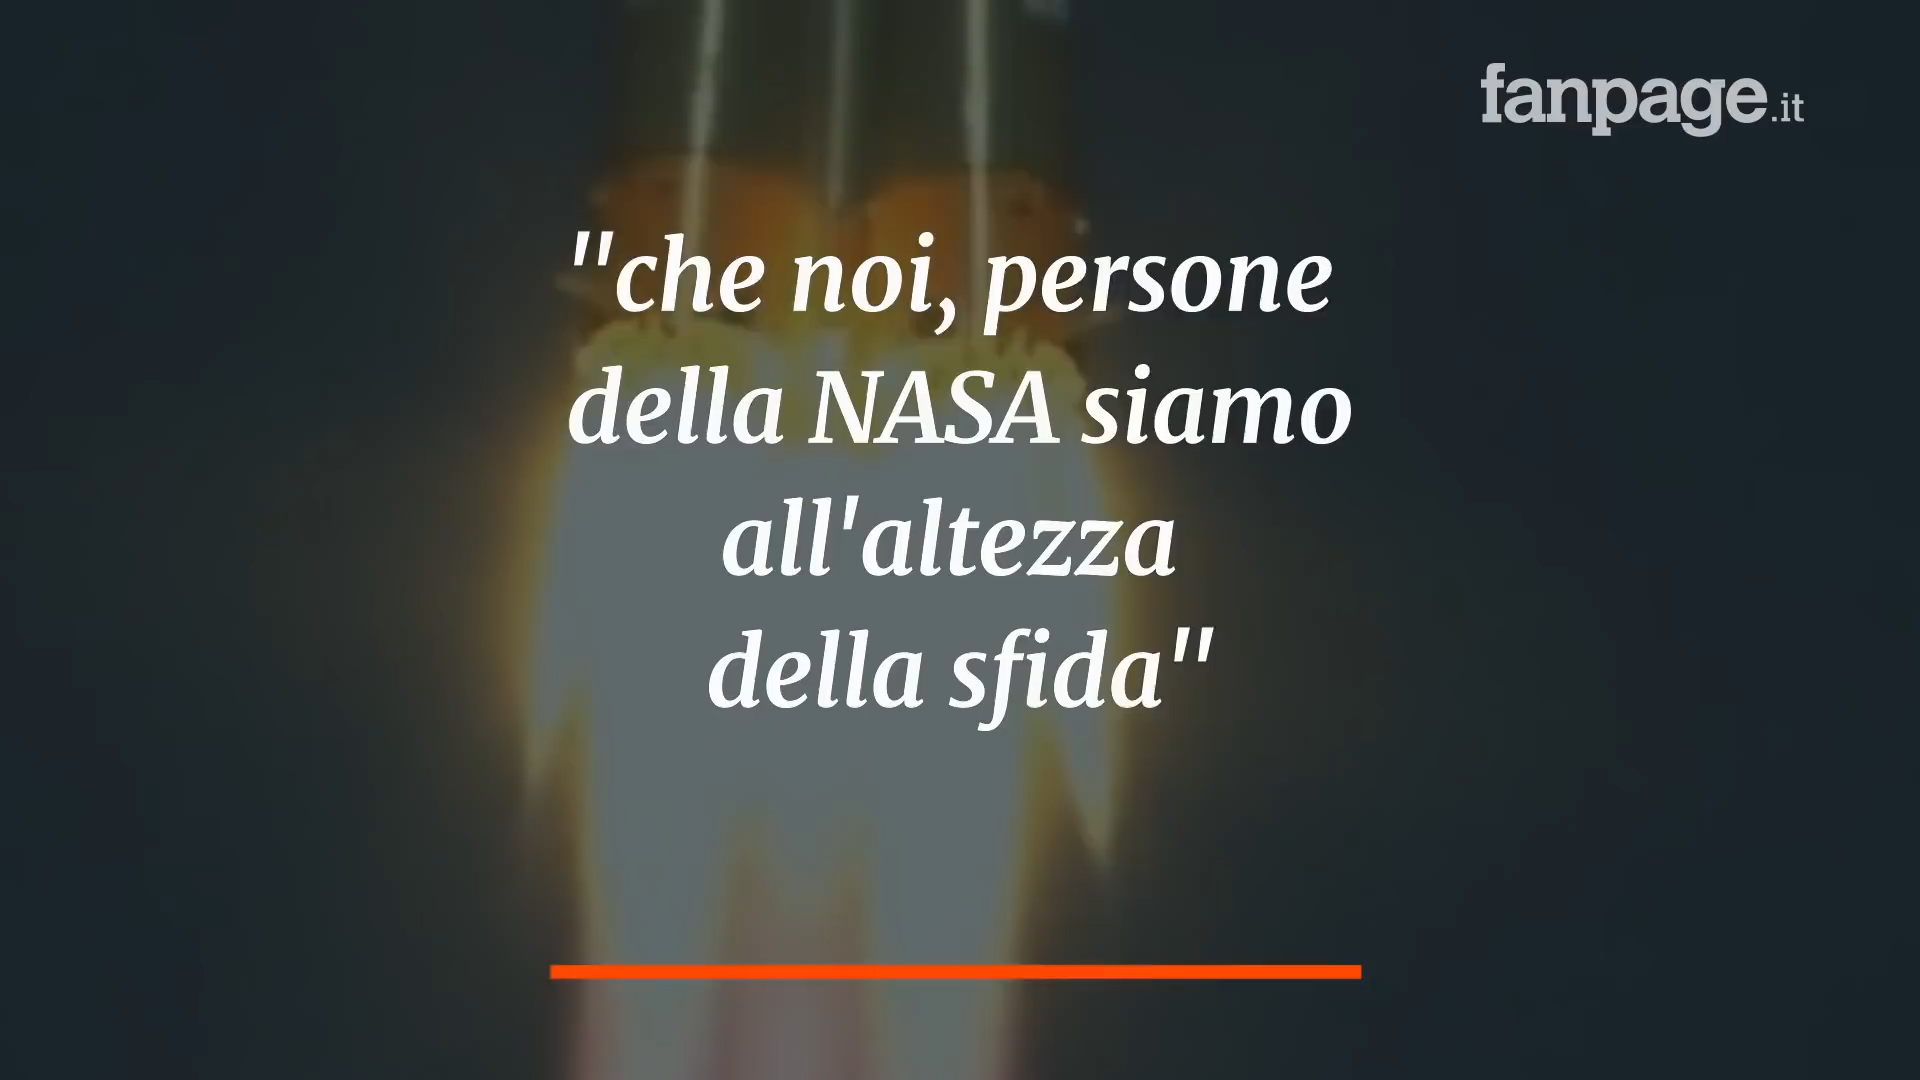 fanpage.it
"che noi, persone
della NASA siamo
all'altezza
della sfida"